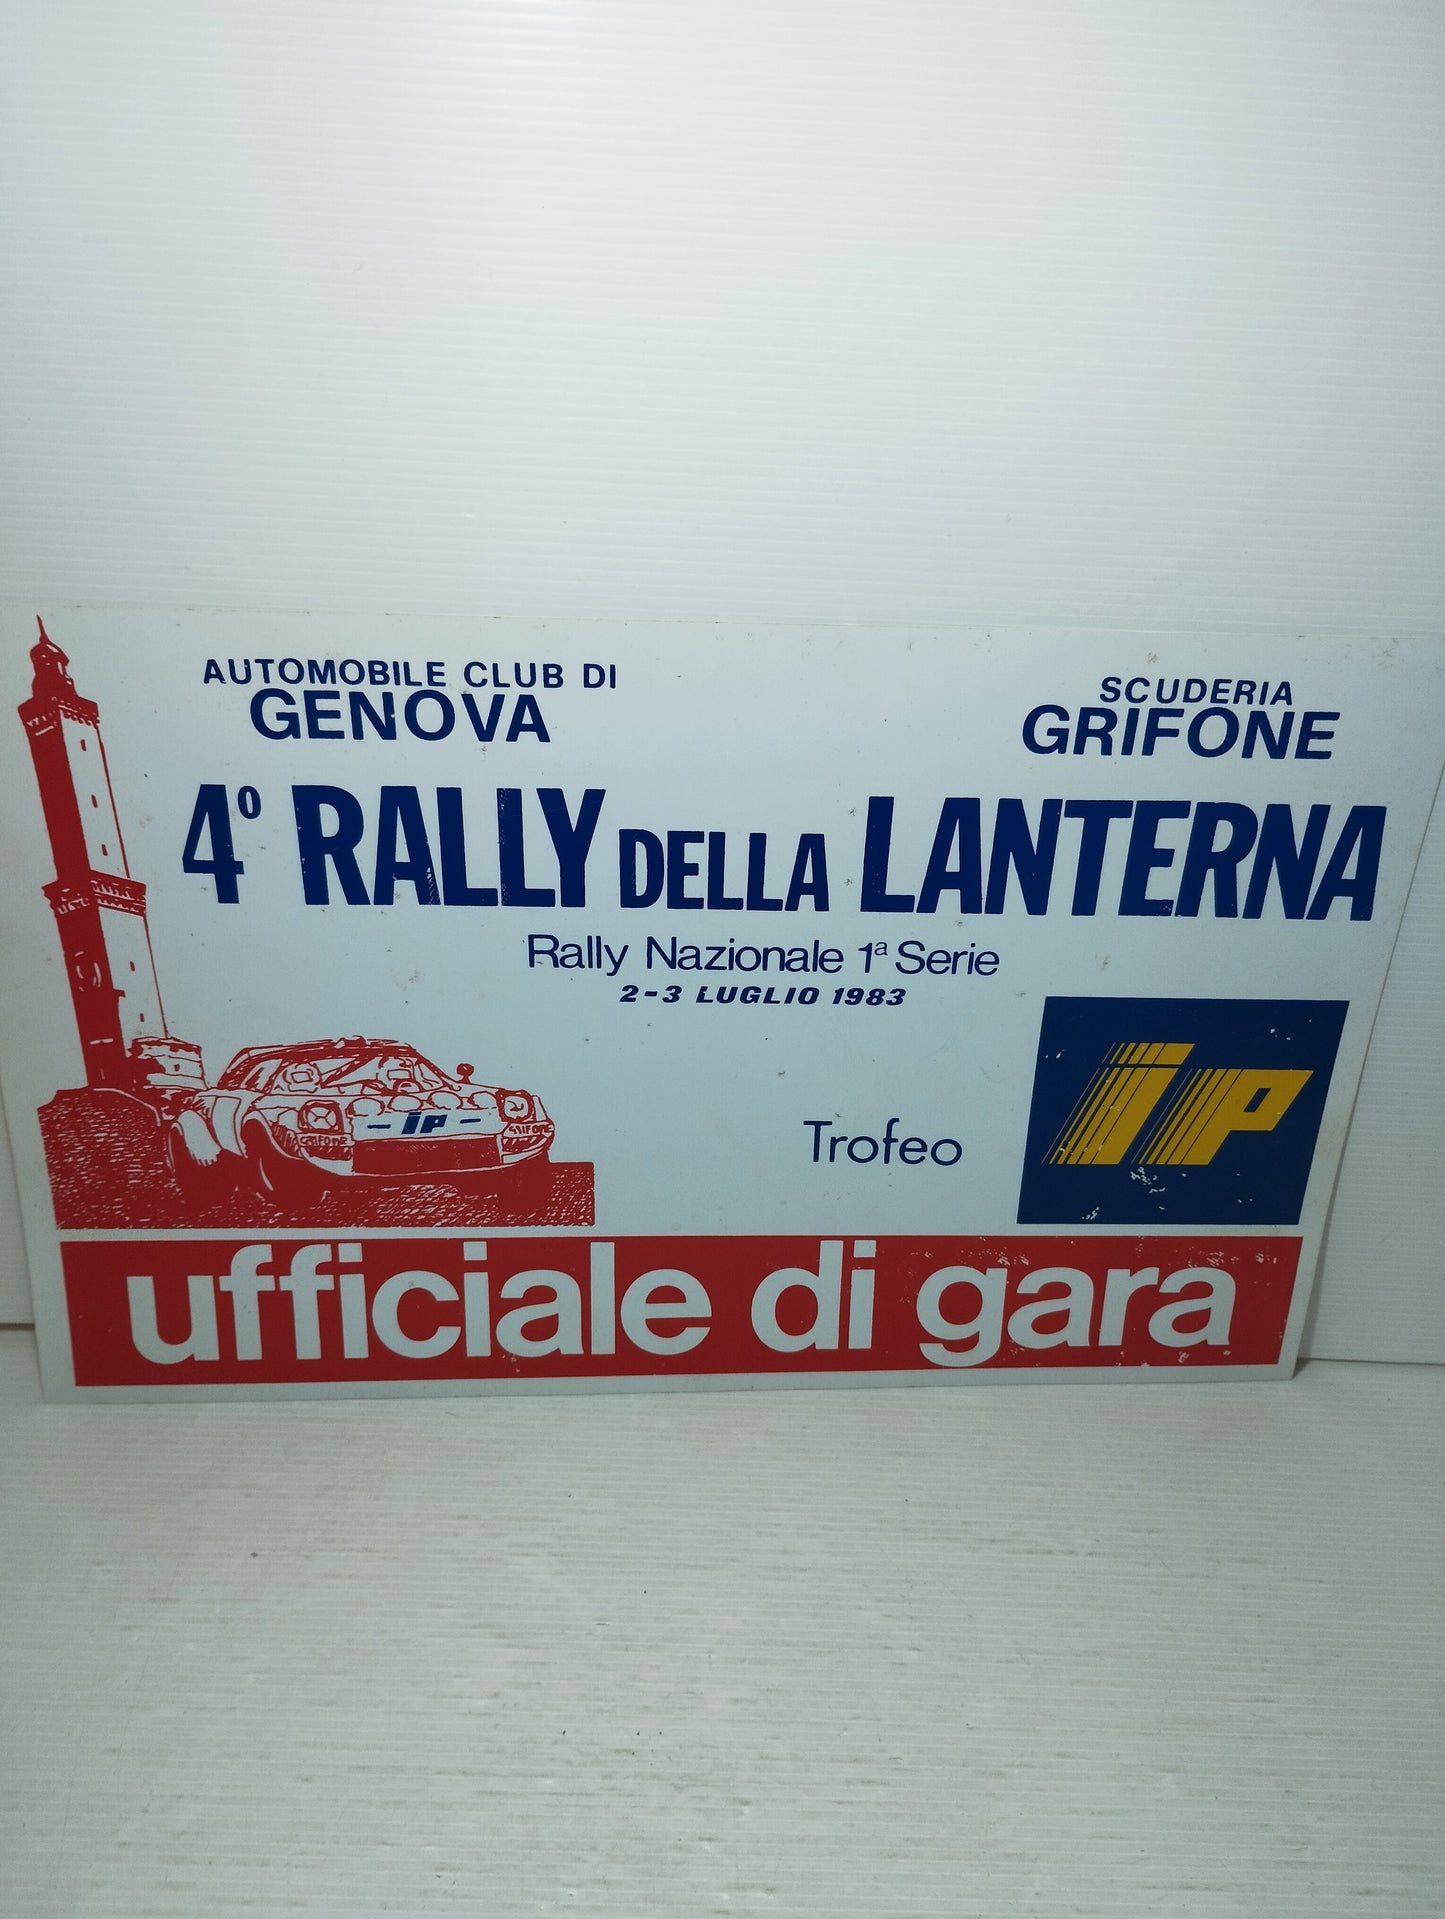 AUTOMOBILE CLUB DI
GENOVA
SCUDERIA
GRIFONE
4º RALLY DELLA LANTERNA
Rally Nazionale 1ª Serie
2-3 LUGLIO 1983
Trofeo
ip
GRIFONE
- ip -
GRIFONE
ufficiale di gara